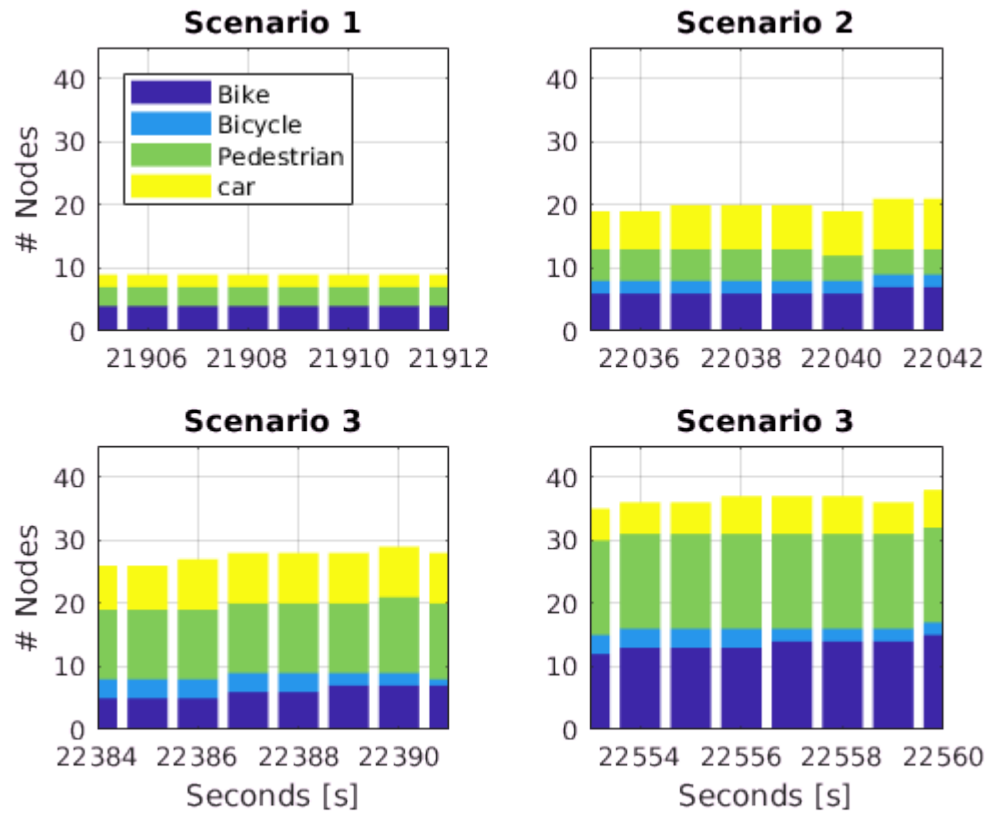 Scenario 1
40
30
20
10
0
# Nodes
Bike
Bicycle
Pedestrian
car
21906 21908 21910 21912
Scenario 2
40
30
20
10
0
22036 22038 22040 22042
Scenario 3
40
30
20
10
0
# Nodes
22384 22386 22388 22390
Seconds [s]
Scenario 3
40
30
20
10
0
22554 22556 22558 22560
Seconds [s]